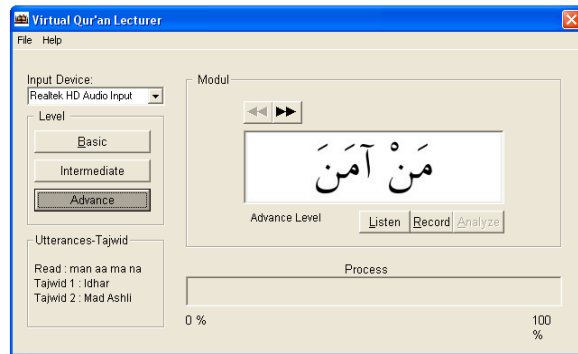 Virtual Qur'an Lecturer
File Help
Input Device:
Realtek HD Audio Input
Level
Basic
Intermediate
Advance
Utterances-Tajwid
Read : man aa ma na
Tajwid 1 : Idhar
Tajwid 2 : Mad Ashli
Modul
مَنْ آمَنَ
Advance Level
Listen Record Analyze
Process
0 % 100 %